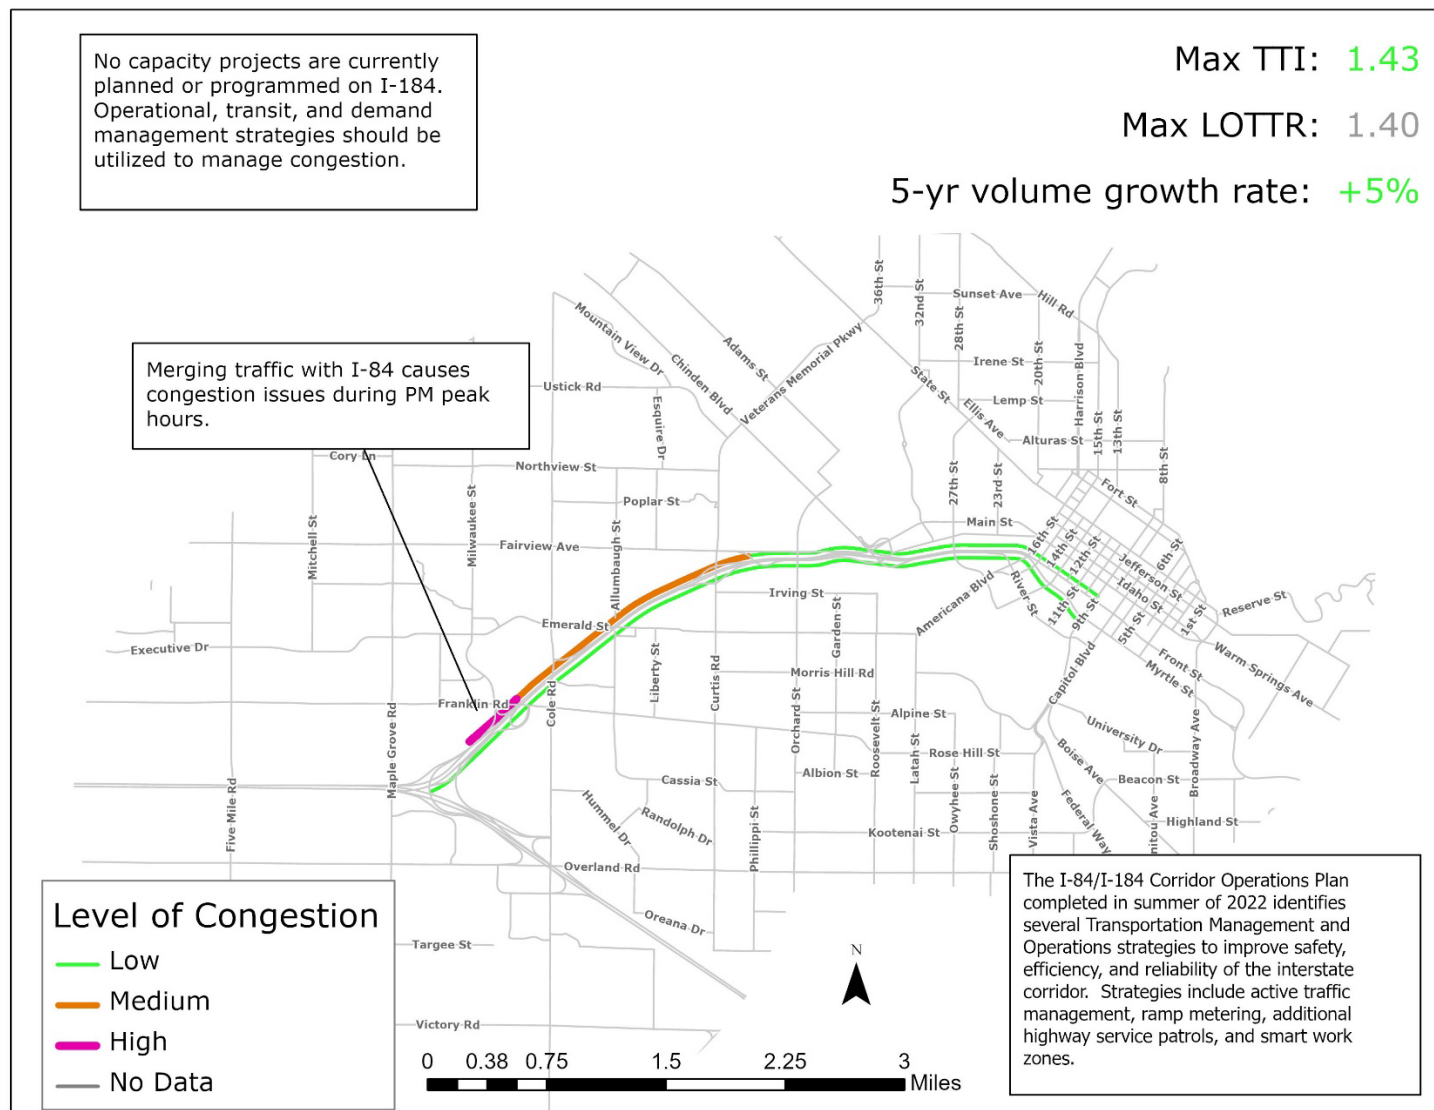 No capacity projects are currently
planned or programmed on I-184.
Operational, transit, and demand
management strategies should be
utilized to manage congestion.
Max TTI: 1.43
Max LOTTR: 1.40
5-yr volume growth rate: +5%
Merging traffic with I-84 causes
congestion issues during PM peak
hours.
36th St
32nd St
28th St
Sunset Ave
Hill Rd
Mountain View Dr
Adams St
Chinden Blvd
Veterans Memorial Pkwy
Irene St
20th St
Harrison Blvd
State St
Ustick Rd
Esquire Dr
Lemp St
Ellis Ave
Alturas St
15th St
13th St
8th St
Cory Ln
Northview St
Milwaukee St
Mitchell St
Poplar St
27th St
23rd St
Fort St
Allumbaugh St
Main St
16th St
14th St
12th St
6th St
Fairview Ave
Jefferson St
Idaho St
Irving St
Garden St
Americana Blvd
River St
11th St
9th St
5th St
1st St
Reserve St
Emerald St
Executive Dr
Liberty St
Curtis Rd
Morris Hill Rd
Capitol Blvd
Front St
Myrtle St
Warm Springs Ave
Franklin Rd
Cole Rd
Maple Grove Rd
Orchard St
Roosevelt St
Alpine St
Latah St
University Dr
Rose Hill St
Boise Ave
Broadway Ave
Five Mile Rd
Cassia St
Albion St
Owyhee St
Shoshone St
Vista Ave
Beacon St
Federal Way
Hummel Dr
Randolph Dr
Phillippi St
Kootenai St
Highland St
nitou Ave
Overland Rd
Oreana Dr
Targee St
Victory Rd
Level of Congestion
Low
Medium
High
No Data
N
0 0.38 0.75 1.5 2.25 3
Miles
The I-84/I-184 Corridor Operations Plan
completed in summer of 2022 identifies
several Transportation Management and
Operations strategies to improve safety,
efficiency, and reliability of the interstate
corridor. Strategies include active traffic
management, ramp metering, additional
highway service patrols, and smart work
zones.